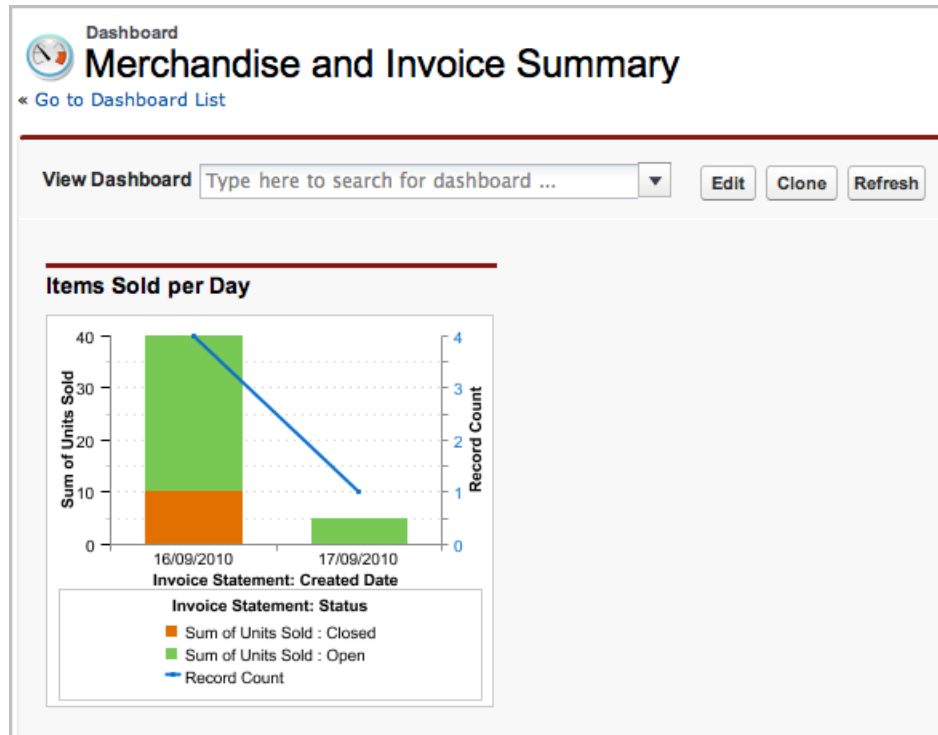 Dashboard
Merchandise and Invoice Summary
« Go to Dashboard List
View Dashboard Type here to search for dashboard ... Edit Clone Refresh
Items Sold per Day
Sum of Units Sold
40
30
20
10
0
4
3
2
1
0
Record Count
16/09/2010 17/09/2010
Invoice Statement: Created Date
Invoice Statement: Status
Sum of Units Sold : Closed
Sum of Units Sold : Open
Record Count